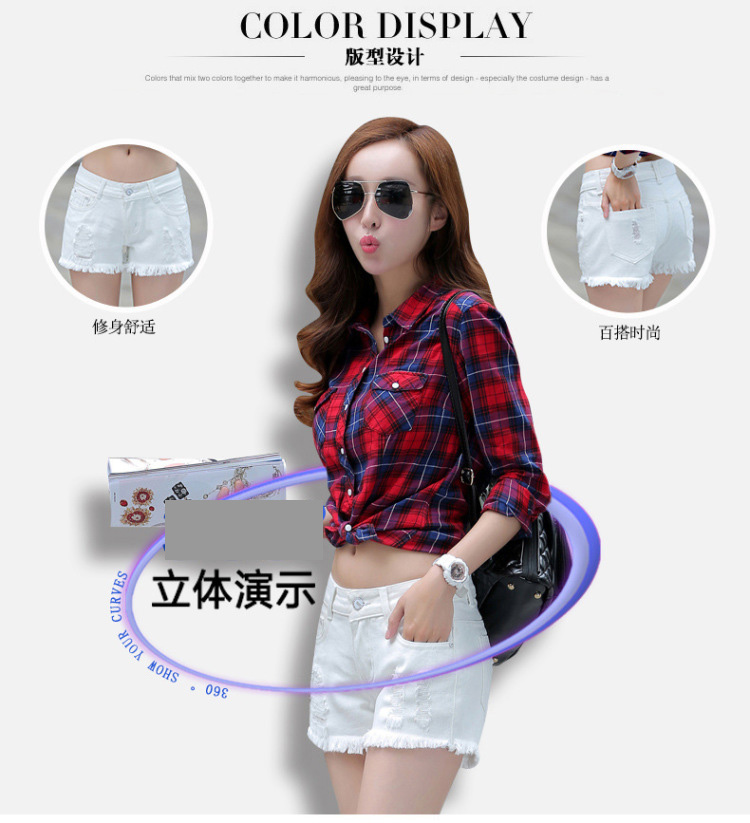 COLOR DISPLAY
版型设计
Colors that mix two colors together to make it harmonious, pleasing to the eye, in terms of design - especially the costume design - has a
great purpose.
修身舒适
百搭时尚
立体演示
360° SHOW YOUR CURVES